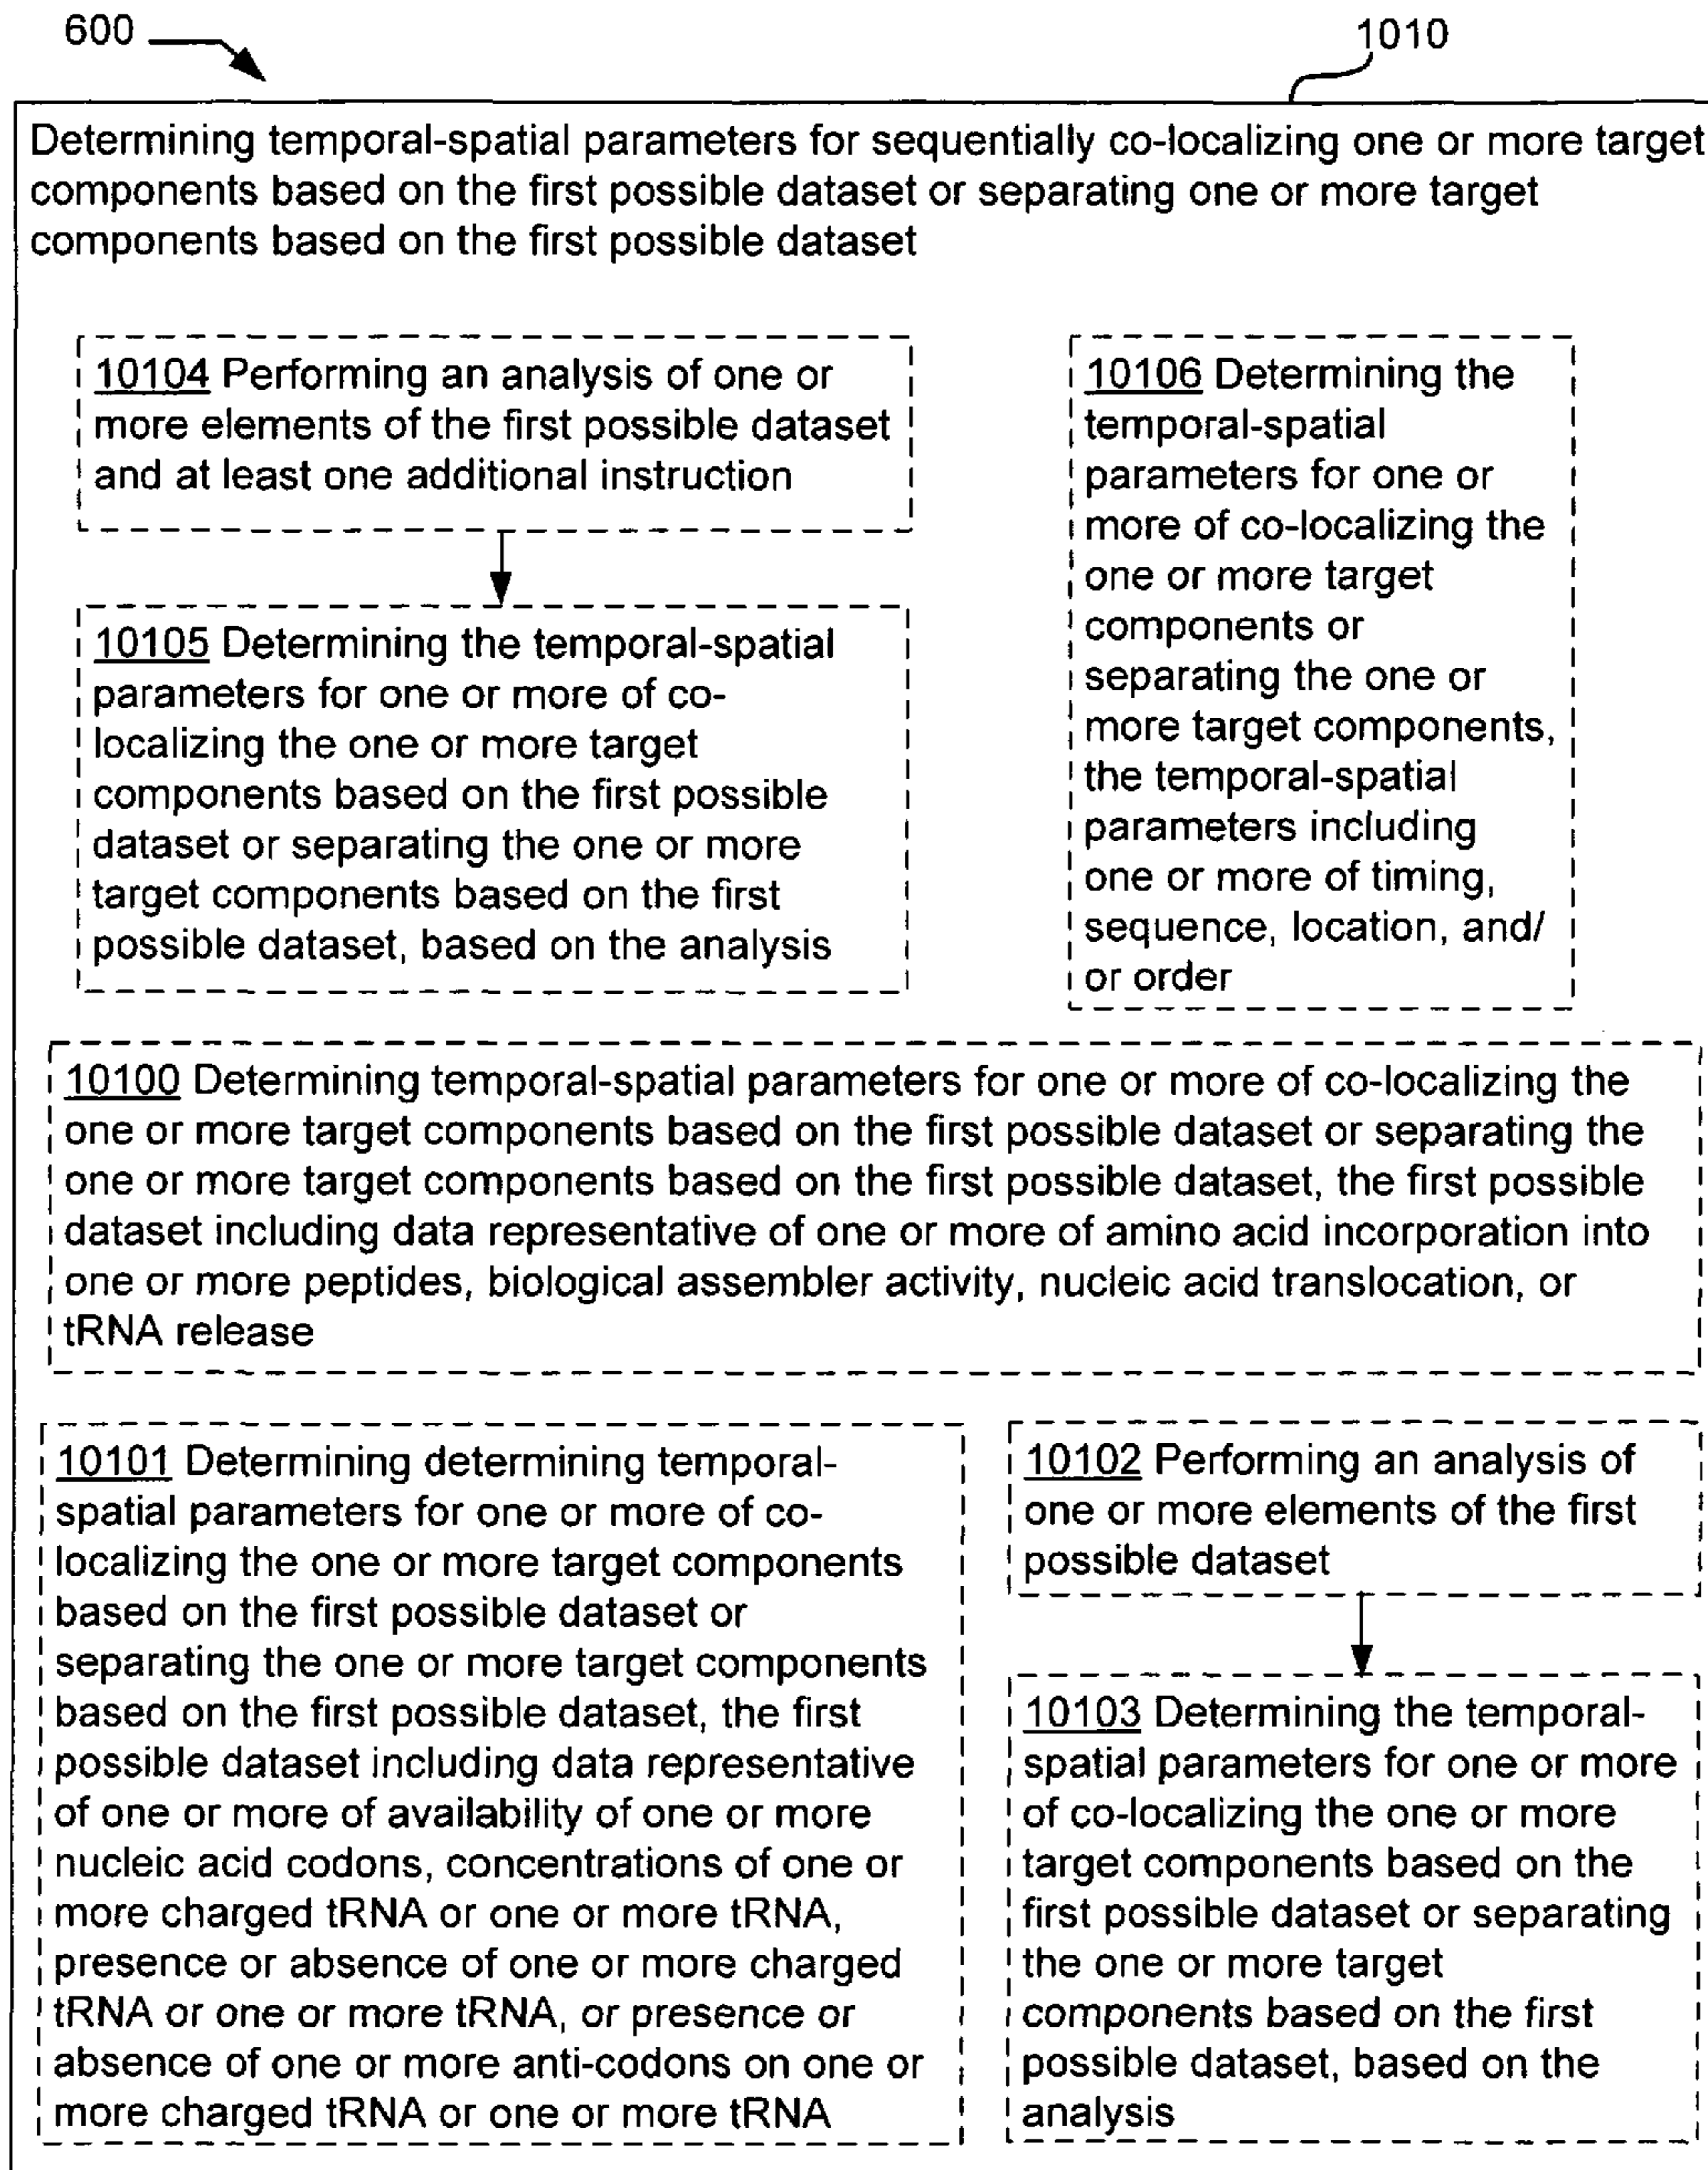 600
1010
Determining temporal-spatial parameters for sequentially co-localizing one or more target
components based on the first possible dataset or separating one or more target
components based on the first possible dataset
10104 Performing an analysis of one or
more elements of the first possible dataset
and at least one additional instruction
10105 Determining the temporal-spatial
parameters for one or more of co-
localizing the one or more target
components based on the first possible
dataset or separating the one or more
target components based on the first
possible dataset, based on the analysis
10106 Determining the
temporal-spatial
parameters for one or
more of co-localizing the
one or more target
components or
separating the one or
more target components,
the temporal-spatial
parameters including
one or more of timing,
sequence, location, and/
or order
10100 Determining temporal-spatial parameters for one or more of co-localizing the
one or more target components based on the first possible dataset or separating the
one or more target components based on the first possible dataset, the first possible
dataset including data representative of one or more of amino acid incorporation into
one or more peptides, biological assembler activity, nucleic acid translocation, or
tRNA release
10101 Determining determining temporal-
spatial parameters for one or more of co-
localizing the one or more target components
based on the first possible dataset or
separating the one or more target components
based on the first possible dataset, the first
possible dataset including data representative
of one or more of availability of one or more
nucleic acid codons, concentrations of one or
more charged tRNA or one or more tRNA,
presence or absence of one or more charged
tRNA or one or more tRNA, or presence or
absence of one or more anti-codons on one or
more charged tRNA or one or more tRNA
10102 Performing an analysis of
one or more elements of the first
possible dataset
10103 Determining the temporal-
spatial parameters for one or more
of co-localizing the one or more
target components based on the
first possible dataset or separating
the one or more target
components based on the first
possible dataset, based on the
analysis